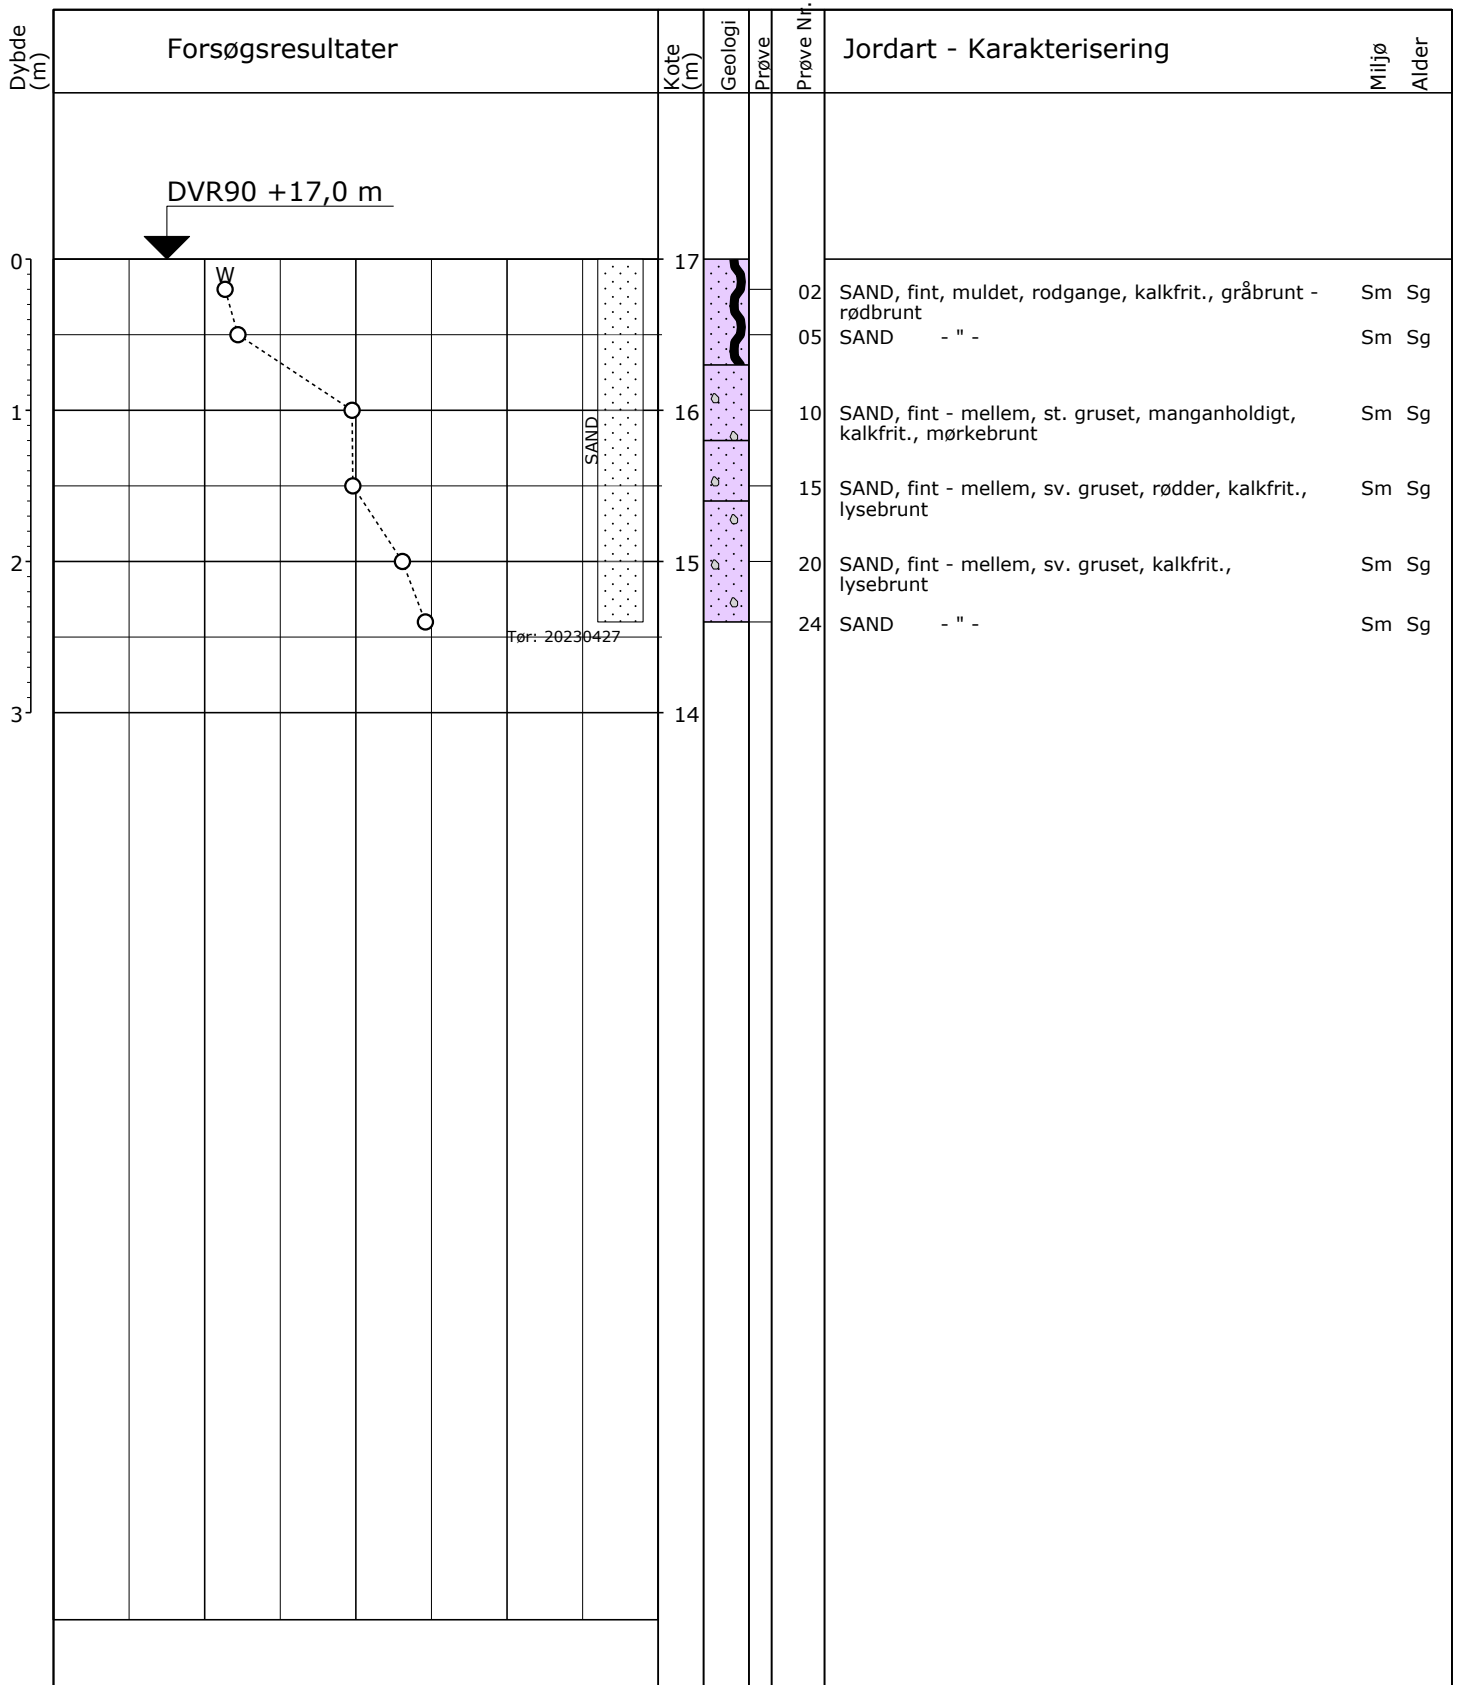 Dybde
(m)
Forsøgsresultater
Kote
(m)
Geologi
Prøve
Prøve Nr.
Jordart - Karakterisering
Miljø
Alder
DVR90 +17,0 m
0
W
17
02 SAND, fint, muldet, rodgange, kalkfrit., gråbrunt - Sm Sg
rødbrunt
05 SAND - " - Sm Sg
1
SAND
16
10 SAND, fint - mellem, st. gruset, manganholdigt, Sm Sg
kalkfrit., mørkebrunt
15 SAND, fint - mellem, sv. gruset, rødder, kalkfrit., Sm Sg
lysebrunt
2
15
20 SAND, fint - mellem, sv. gruset, kalkfrit., Sm Sg
lysebrunt
24 SAND - " - Sm Sg
Tør: 20230427
3
14